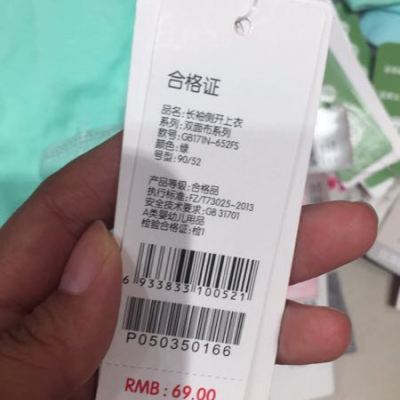 合格证
品名:长袖侧开上衣
系列:双面布系列
款号:GB171N-652FS
颜色:绿
号型:90/52
产品等级:合格品
执行标准:FZ/T73025-2013
安全技术要求:GB 31701
A类婴幼儿用品
检验合格证:检1
6 933833 100521
P050350166
RMB: 69.00